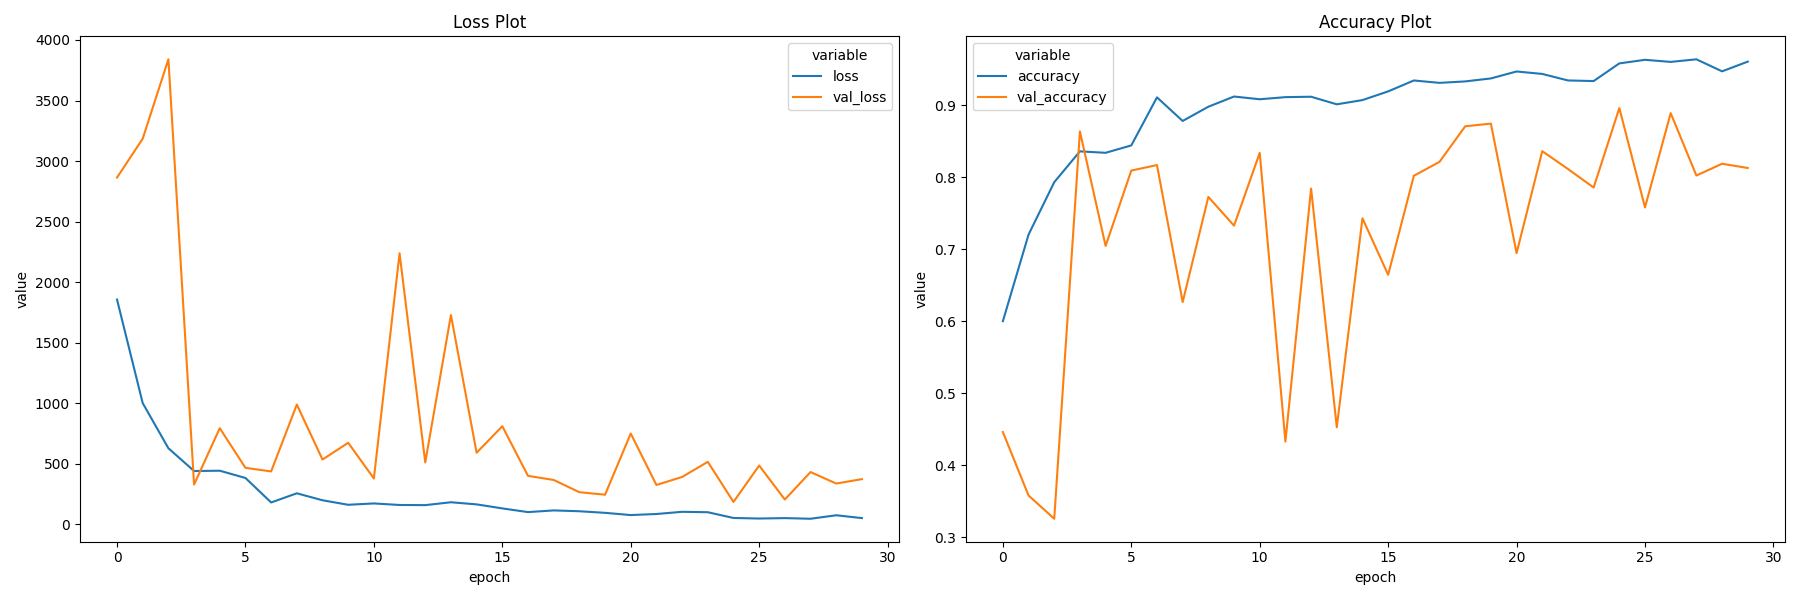 Loss Plot
4000
3500
3000
2500
2000
1500
1000
500
0
value
0 5 10 15 20 25 30
epoch
variable
loss
val_loss
Accuracy Plot
variable
accuracy
val_accuracy
0.9
0.8
0.7
0.6
0.5
0.4
0.3
value
0 5 10 15 20 25 30
epoch